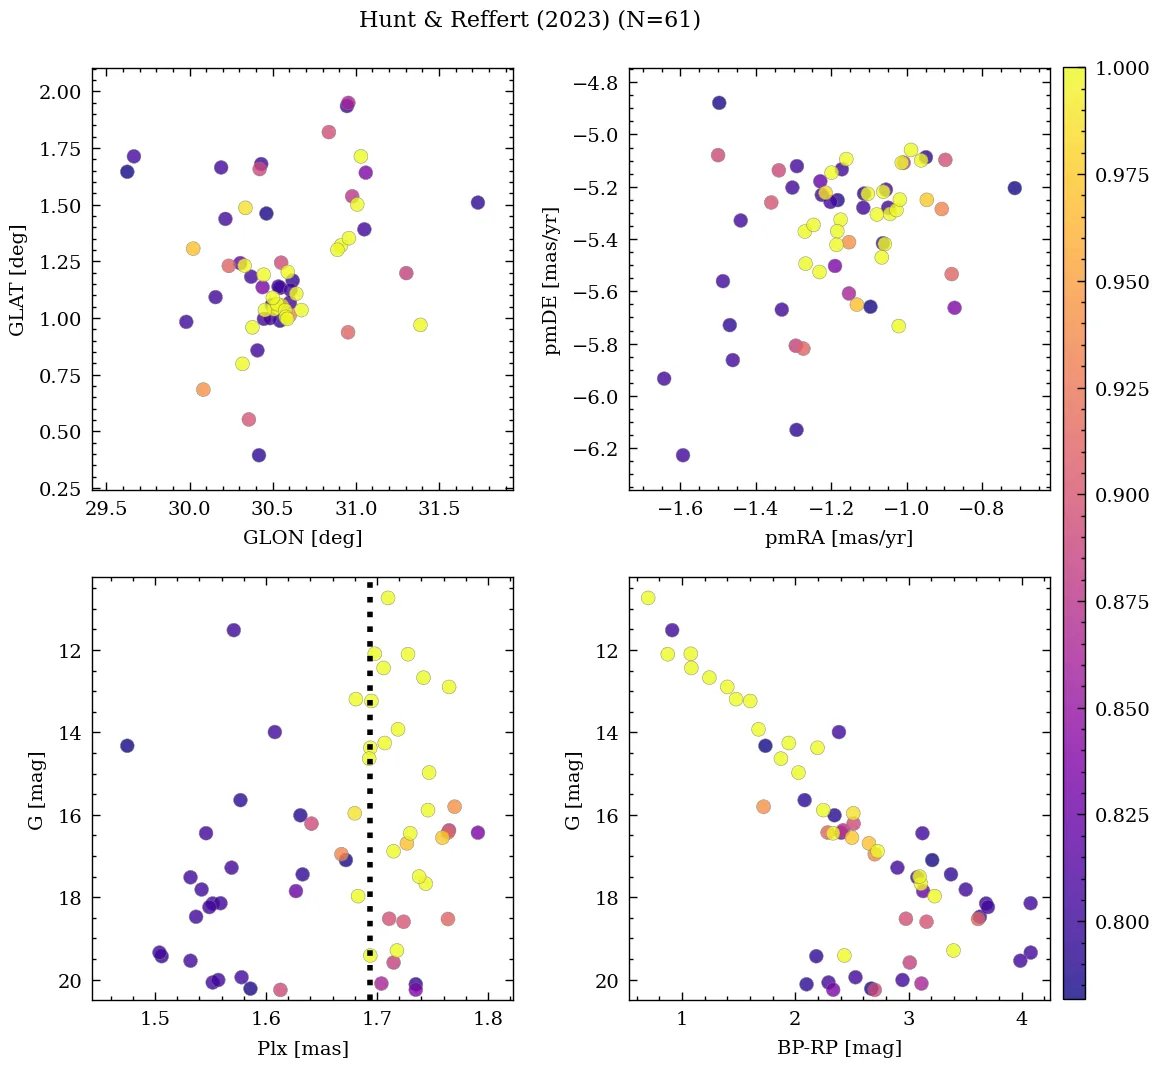 Hunt & Reffert (2023) (N=61)
2.00
1.75
1.50
1.25
1.00
0.75
0.50
0.25
GLAT [deg]
29.5 30.0 30.5 31.0 31.5
GLON [deg]
−4.8
−5.0
−5.2
−5.4
−5.6
−5.8
−6.0
−6.2
pmDE [mas/yr]
−1.6 −1.4 −1.2 −1.0 −0.8
pmRA [mas/yr]
12
14
16
18
20
G [mag]
1.5 1.6 1.7 1.8
Plx [mas]
12
14
16
18
20
G [mag]
1 2 3 4
BP-RP [mag]
1.000
0.975
0.950
0.925
0.900
0.875
0.850
0.825
0.800